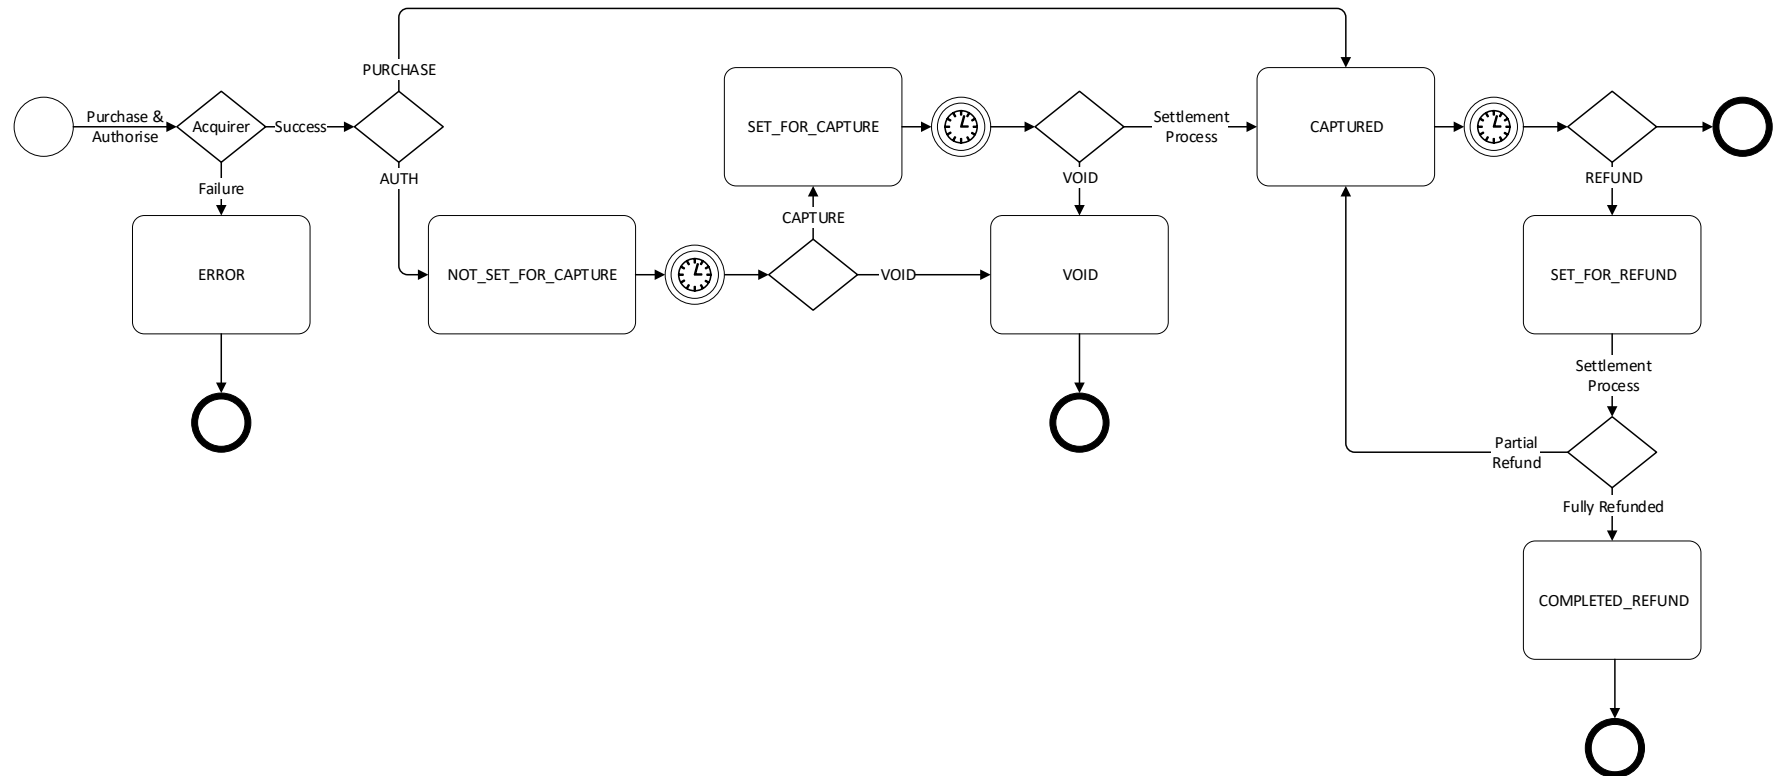 PURCHASE
Purchase &
Authorise
Acquirer
Success
SET_FOR_CAPTURE
Settlement
Process
CAPTURED
Failure
AUTH
VOID
REFUND
CAPTURE
ERROR
NOT_SET_FOR_CAPTURE
VOID
VOID
SET_FOR_REFUND
Settlement
Process
Partial
Refund
Fully Refunded
COMPLETED_REFUND